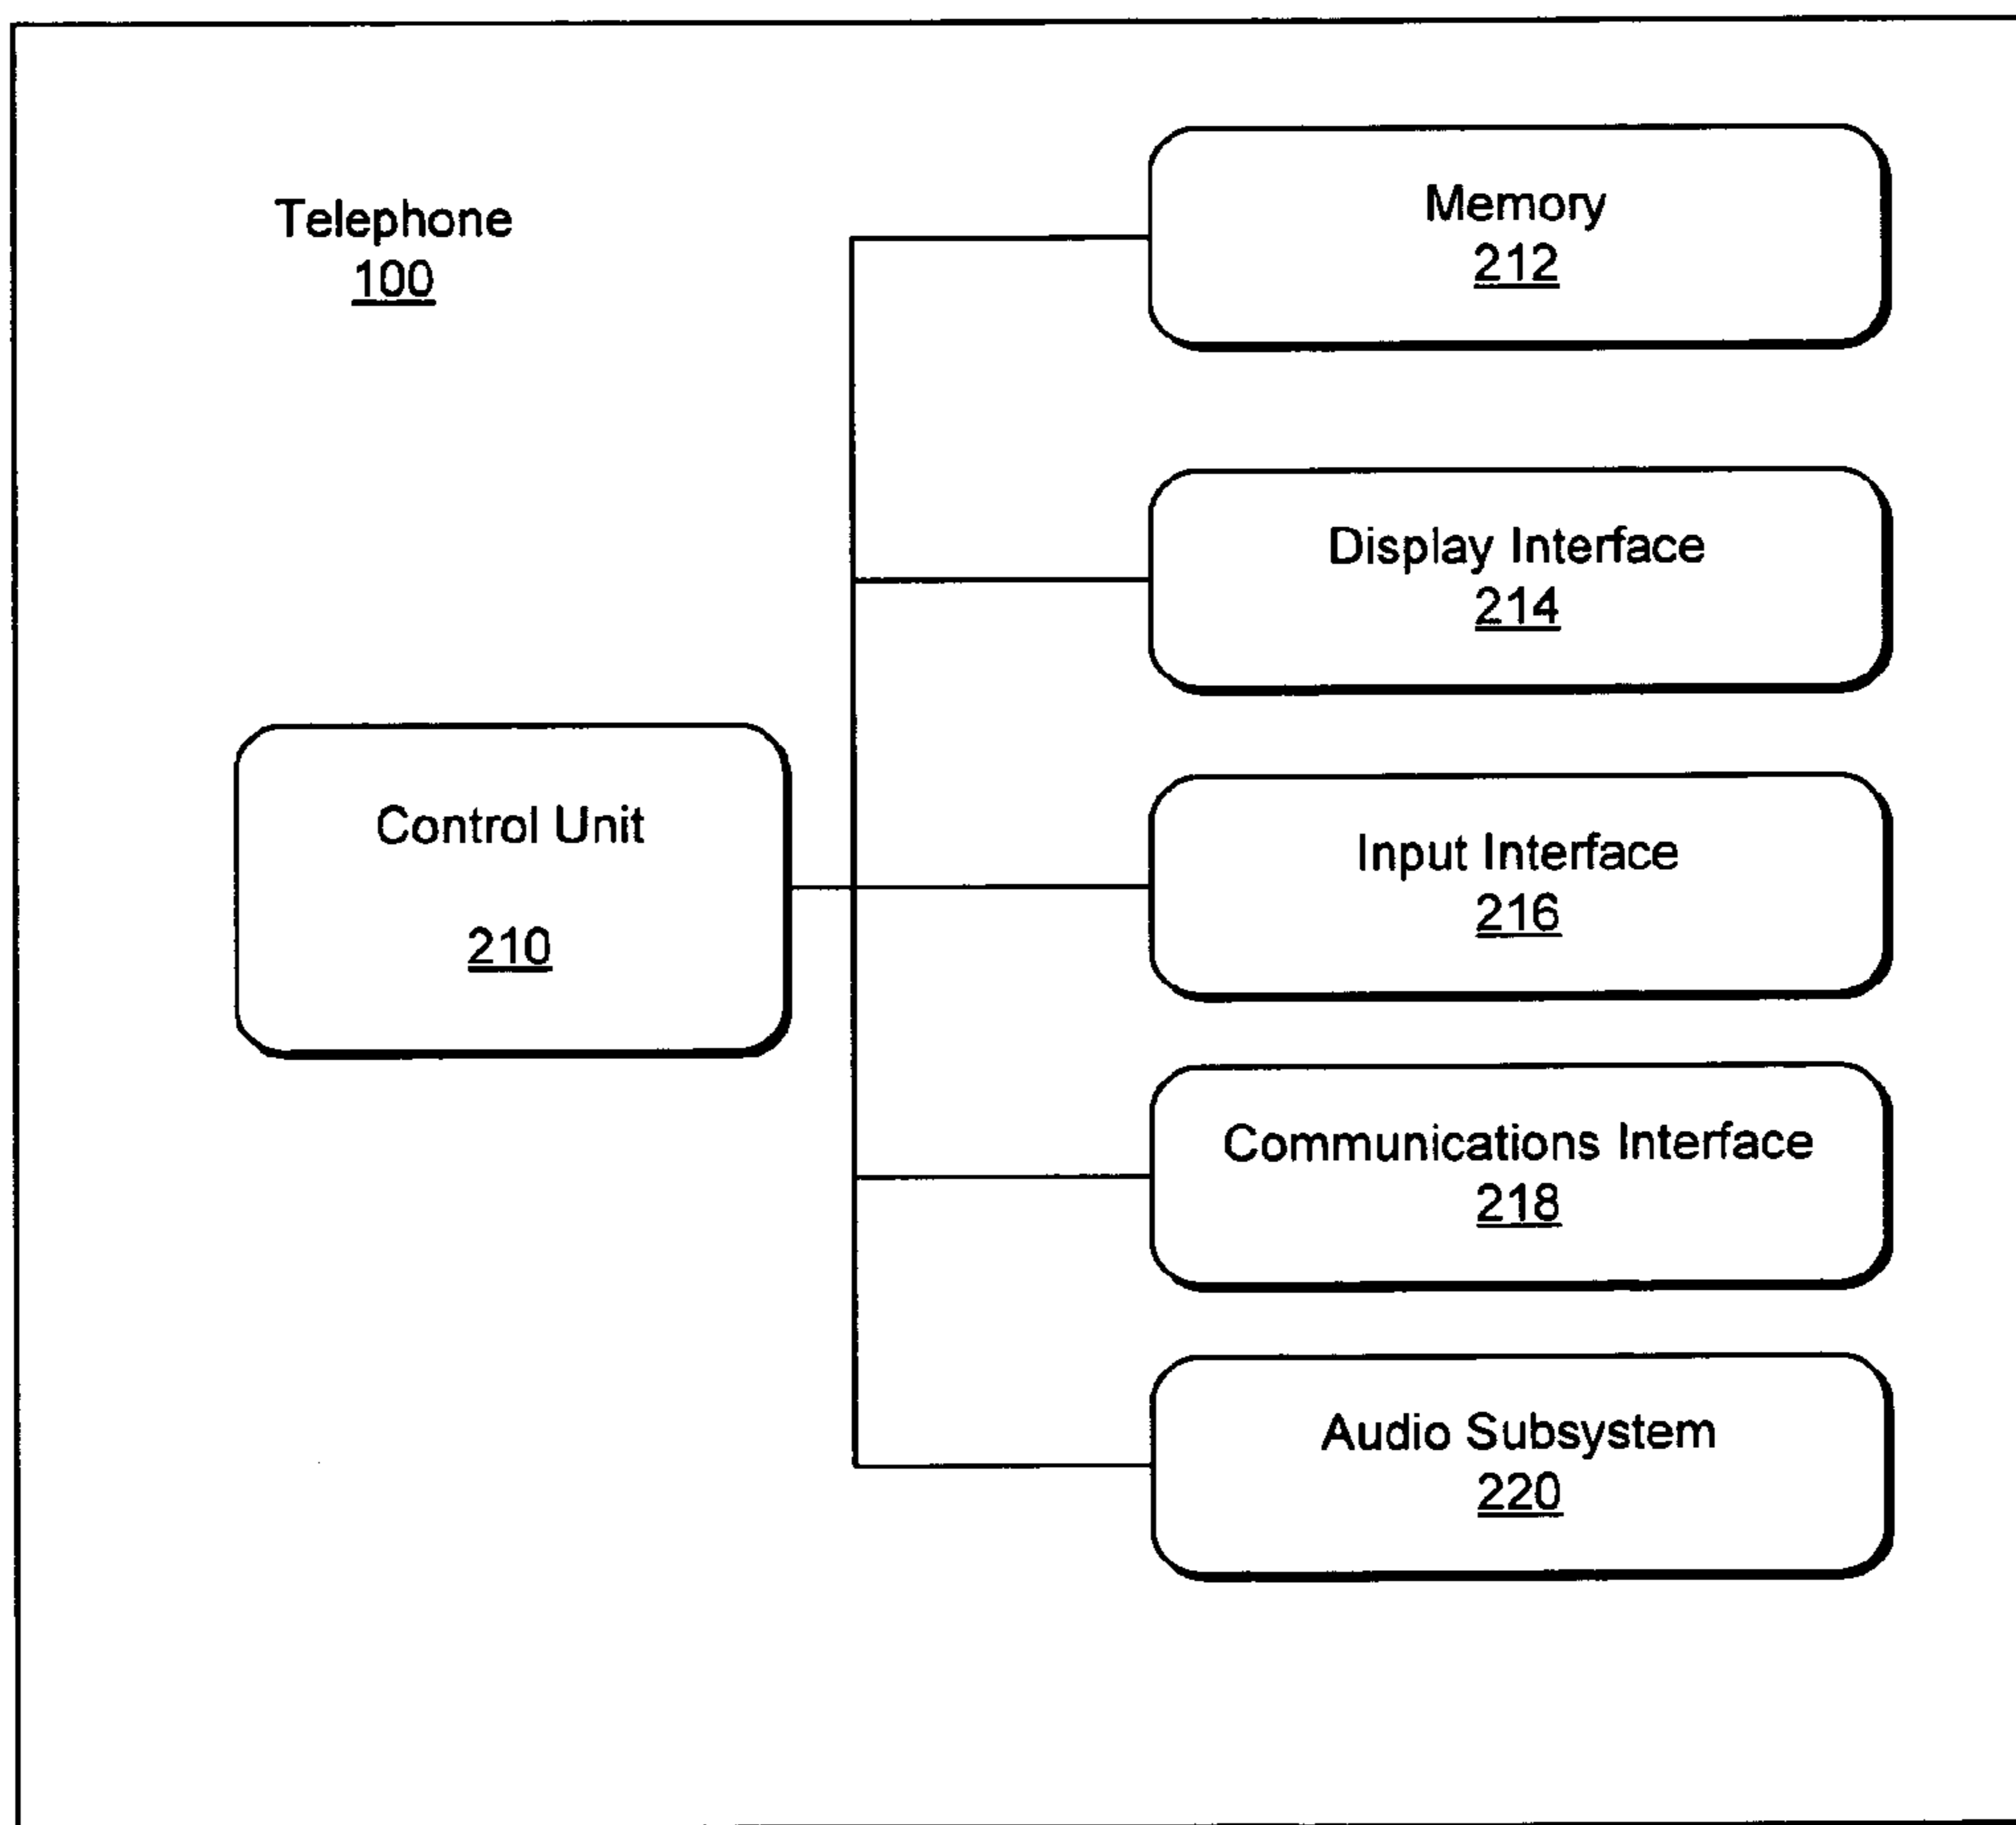 Telephone
100
Memory
212
Display Interface
214
Control Unit
210
Input Interface
216
Communications Interface
218
Audio Subsystem
220